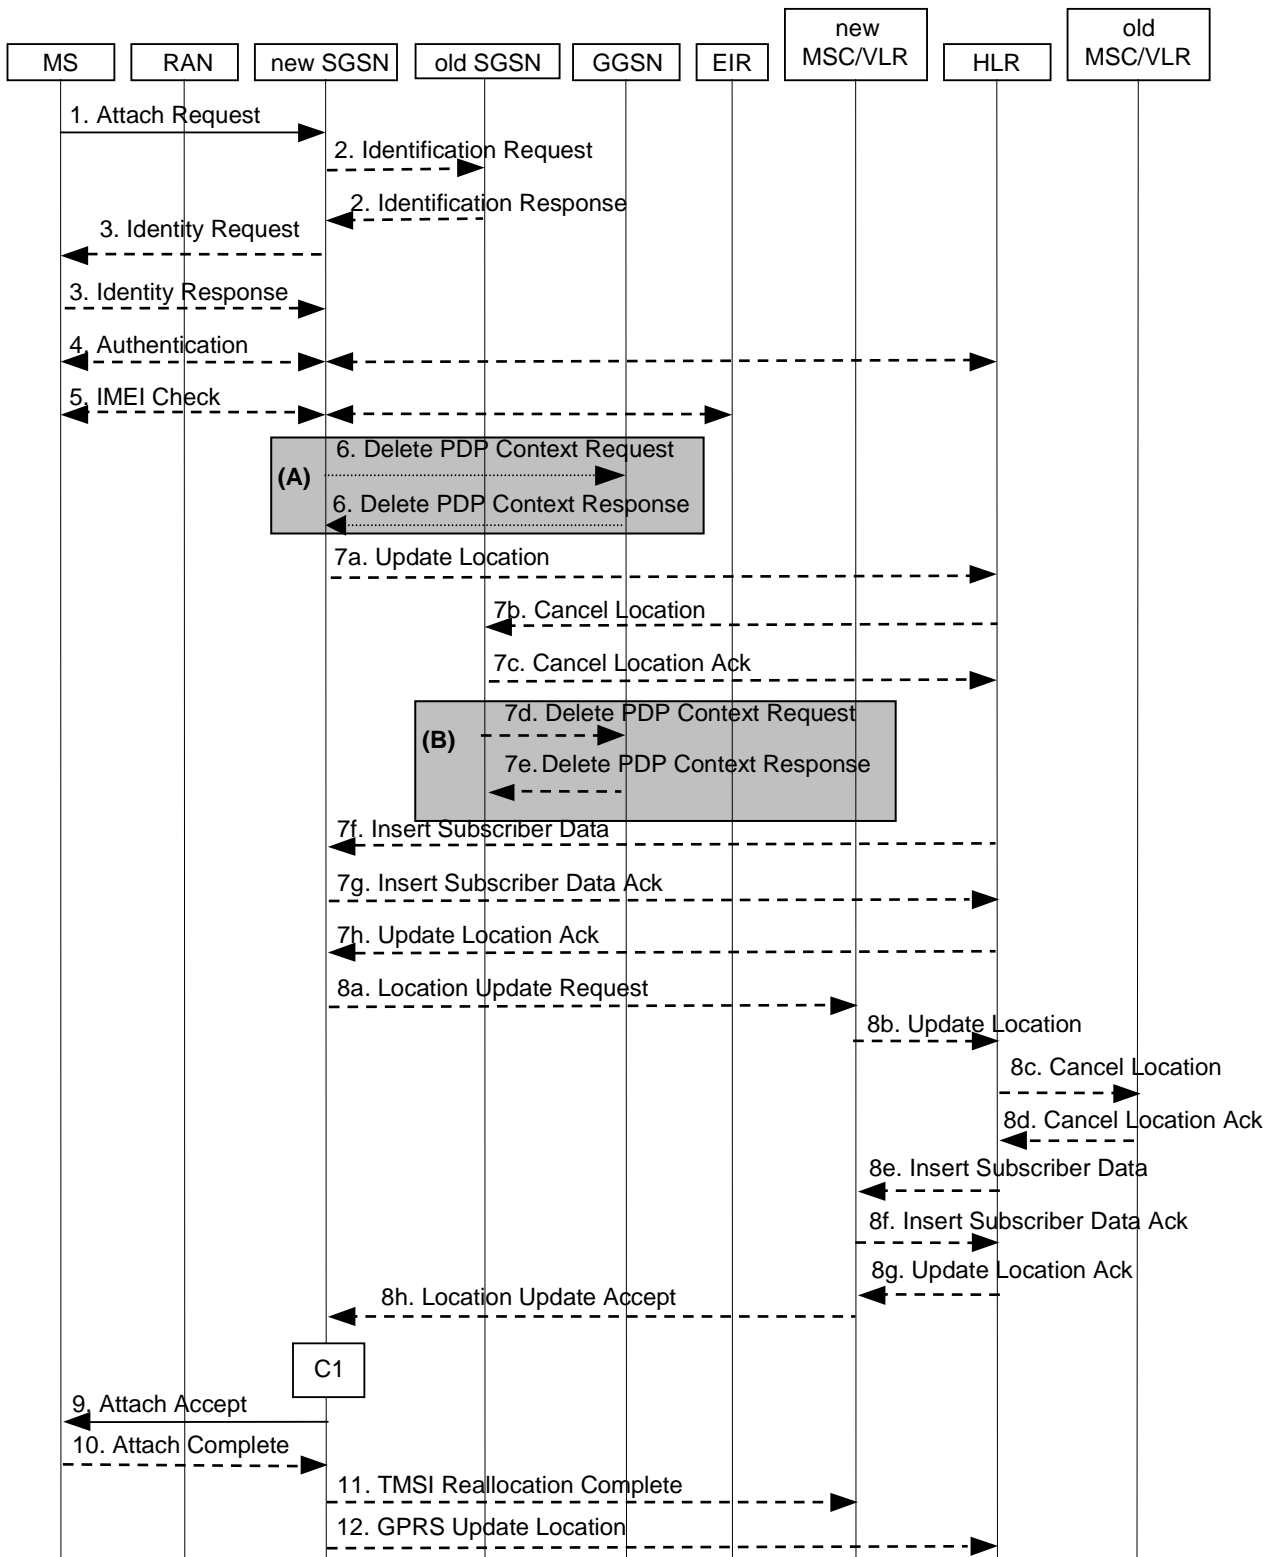 new
MSC/VLR
old
MSC/VLR
MS
RAN
new SGSN
old SGSN
GGSN
EIR
HLR
1. Attach Request
2. Identification Request
2. Identification Response
3. Identity Request
3. Identity Response
4. Authentication
5. IMEI Check
(A)
6. Delete PDP Context Request
6. Delete PDP Context Response
7a. Update Location
7b. Cancel Location
7c. Cancel Location Ack
(B)
7d. Delete PDP Context Request
7e. Delete PDP Context Response
7f. Insert Subscriber Data
7g. Insert Subscriber Data Ack
7h. Update Location Ack
8a. Location Update Request
8b. Update Location
8c. Cancel Location
8d. Cancel Location Ack
8e. Insert Subscriber Data
8f. Insert Subscriber Data Ack
8g. Update Location Ack
8h. Location Update Accept
C1
9. Attach Accept
10. Attach Complete
11. TMSI Reallocation Complete
12. GPRS Update Location